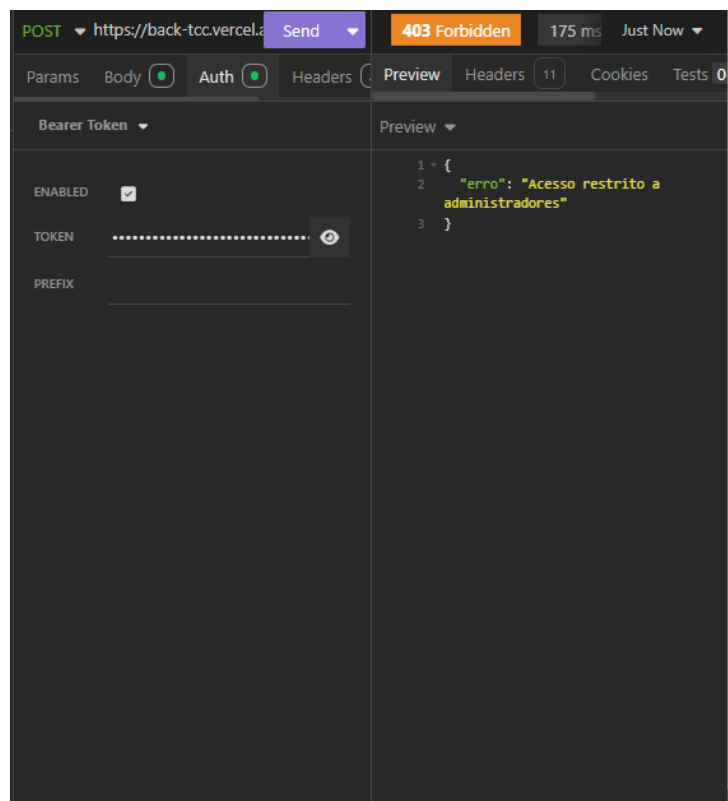 POST https://back-tcc.vercel.a Send 403 Forbidden 175 ms Just Now
Params Body Auth Headers Preview Headers 11 Cookies Tests 0
Bearer Token
Preview
ENABLED
TOKEN
PREFIX
1 {
2 "erro": "Acesso restrito a
administradores"
3 }